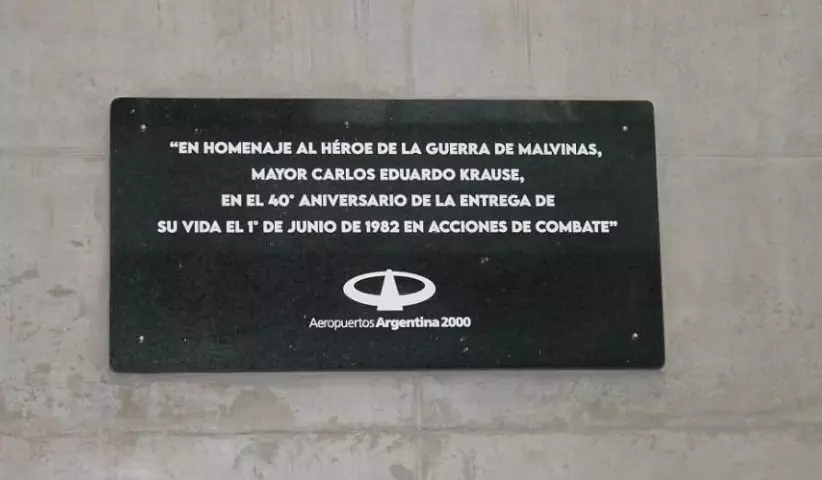 “EN HOMENAJE AL HÉROE DE LA GUERRA DE MALVINAS,
MAYOR CARLOS EDUARDO KRAUSE,
EN EL 40° ANIVERSARIO DE LA ENTREGA DE
SU VIDA EL 1° DE JUNIO DE 1982 EN ACCIONES DE COMBATE”
Aeropuertos Argentina 2000